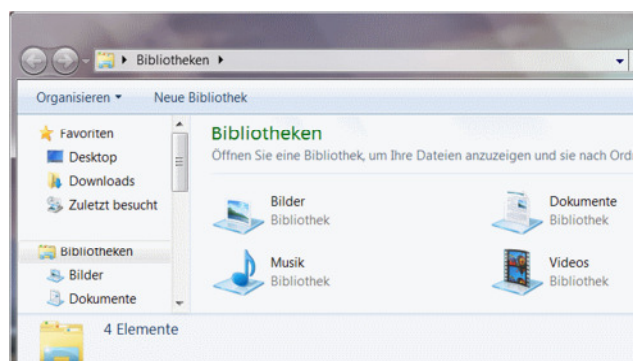 Bibliotheken
Organisieren Neue Bibliothek
Favoriten
Desktop
Downloads
Zuletzt besucht
Bibliotheken
Bilder
Dokumente
Bibliotheken
Öffnen Sie eine Bibliothek, um Ihre Dateien anzuzeigen und sie nach Ord
Bilder
Bibliothek
Dokumente
Bibliothek
Musik
Bibliothek
Videos
Bibliothek
4 Elemente